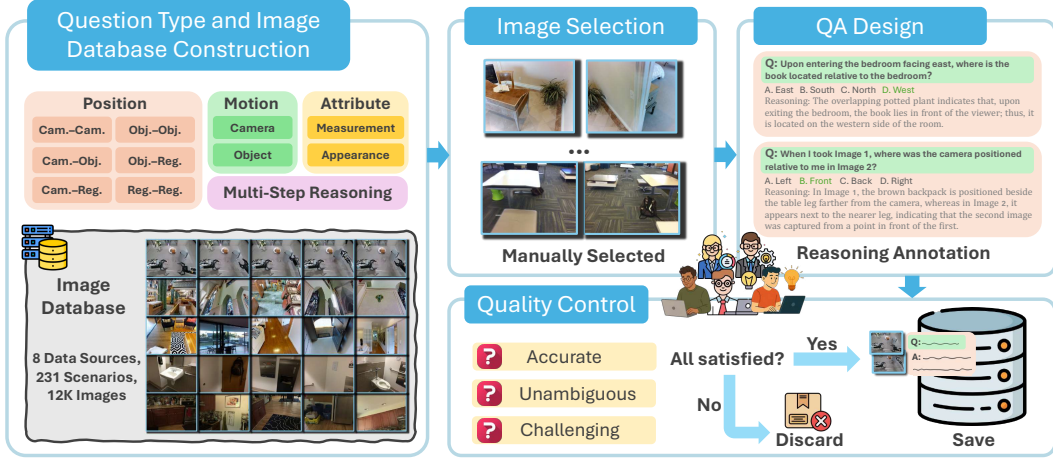 Question Type and Image
Database Construction
Position
Cam.–Cam.
Obj.–Obj.
Cam.–Obj.
Obj.–Reg.
Cam.–Reg.
Reg.–Reg.
Motion
Camera
Object
Attribute
Measurement
Appearance
Multi-Step Reasoning
Image
Database
8 Data Sources,
231 Scenarios,
12K Images
Image Selection
Manually Selected
QA Design
Q: Upon entering the bedroom facing east, where is the
book located relative to the bedroom?
A. East B. South C. North D. West
Reasoning: The overlapping potted plant indicates that, upon
exiting the bedroom, the book lies in front of the viewer; thus, it
is located on the western side of the room.
Q: When I took Image 1, where was the camera positioned
relative to me in Image 2?
A. Left B. Front C. Back D. Right
Reasoning: In Image 1, the brown backpack is positioned beside
the table leg farther from the camera, whereas in Image 2, it
appears next to the nearer leg, indicating that the second image
was captured from a point in front of the first.
Reasoning Annotation
Quality Control
? Accurate
? Unambiguous
? Challenging
All satisfied?
Yes
No
Discard
Q:
A:
Save